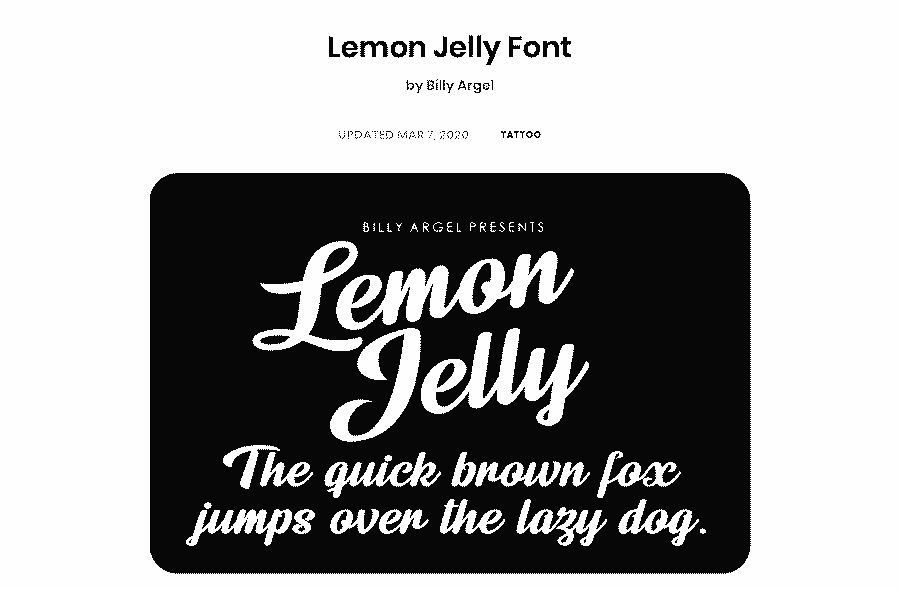 Lemon Jelly Font
by Billy Argel
UPDATED MAR 7, 2020 TATTOO
BILLY ARGEL PRESENTS
Lemon
Jelly
The quick brown fox
jumps over the lazy dog.